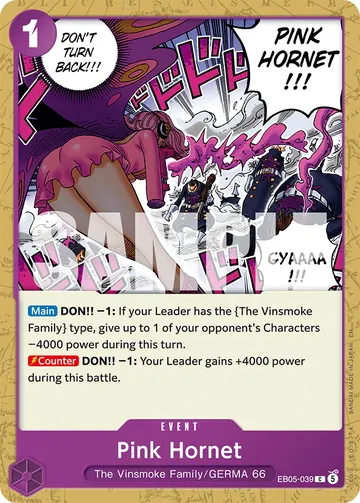 1
DON'T
TURN
BACK!!!
PINK
HORNET
!!!
SAMPLE
GYAAAA
!!!
Main DON!! −1: If your Leader has the {The Vinsmoke
Family} type, give up to 1 of your opponent's Characters
−4000 power during this turn.
Counter DON!! −1: Your Leader gains +4000 power
during this battle.
EVENT
Pink Hornet
The Vinsmoke Family/GERMA 66
EB05-039 C 5